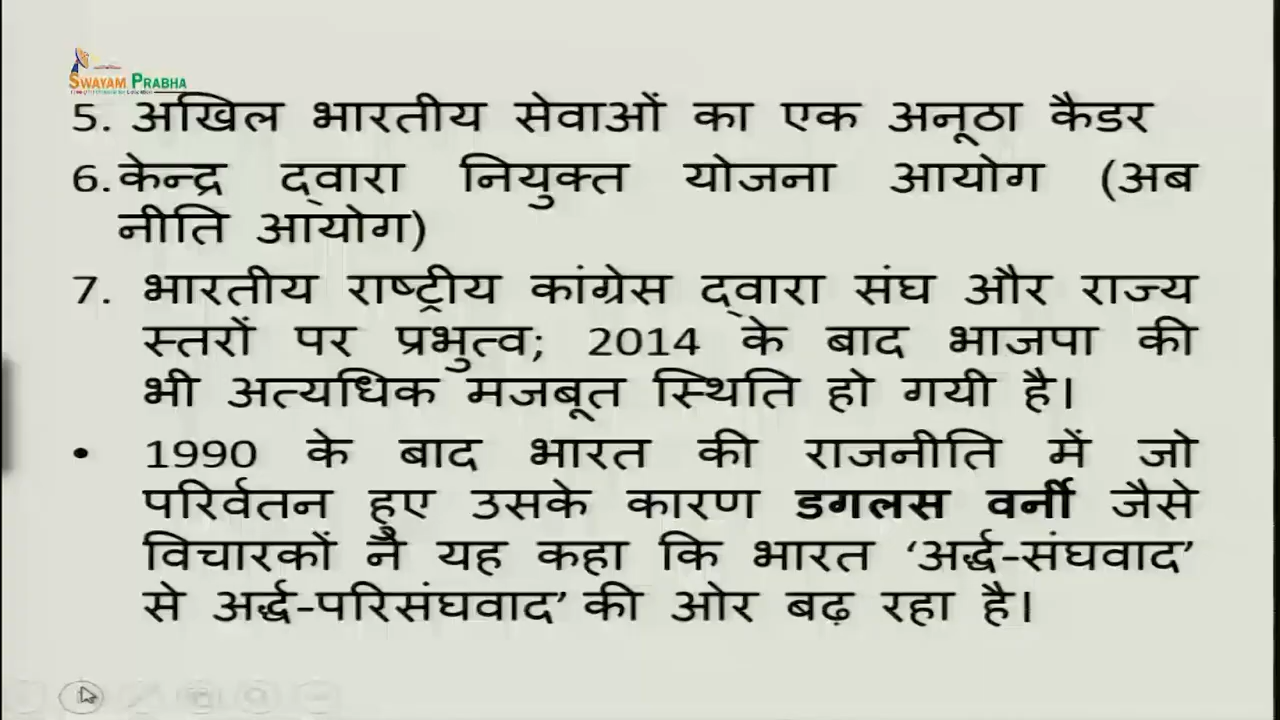 SWAYAM PRABHA
5. अखिल भारतीय सेवाओं का एक अनूठा कैडर
6. केन्द्र द्वारा नियुक्त योजना आयोग (अब
नीति आयोग)
7. भारतीय राष्ट्रीय कांग्रेस द्वारा संघ और राज्य
स्तरों पर प्रभुत्व; 2014 के बाद भाजपा की
भी अत्यधिक मजबूत स्थिति हो गयी है।
• 1990 के बाद भारत की राजनीति में जो
परिर्वतन हुए उसके कारण डगलस वर्नी जैसे
विचारकों ने यह कहा कि भारत ‘अर्द्ध-संघवाद’
से अर्द्ध-परिसंघवाद’ की ओर बढ़ रहा है।